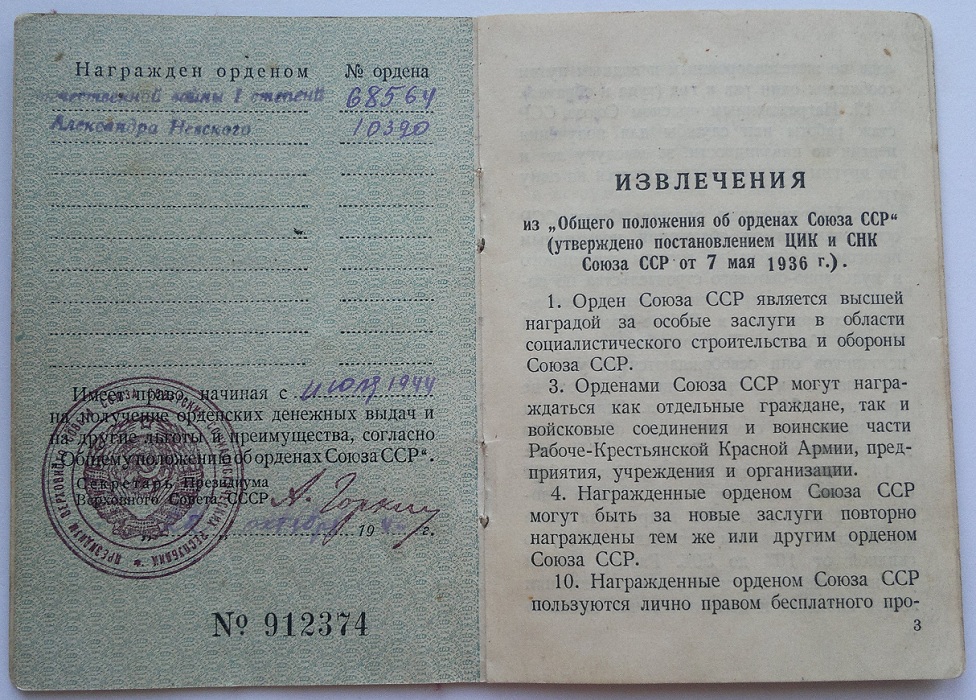 Награжден орденом № ордена
Отечественной войны I степени 68564
Александра Невского 10390
Имеет право, начиная с июля 1944
на получение орденских денежных выдач и
на другие льготы и преимущества, согласно
„Общему положению об орденах Союза ССР“.
Секретарь Президиума
Верховного Совета СССР А. Горкин
октября 194 г.
№ 912374
ИЗВЛЕЧЕНИЯ
из „Общего положения об орденах Союза ССР“
(утверждено постановлением ЦИК и СНК
Союза ССР от 7 мая 1936 г.).
1. Орден Союза ССР является высшей
наградой за особые заслуги в области
социалистического строительства и обороны
Союза ССР.
3. Орденами Союза ССР могут награ-
ждаться как отдельные граждане, так и
войсковые соединения и воинские части
Рабоче-Крестьянской Красной Армии, пред-
приятия, учреждения и организации.
4. Награжденные орденом Союза ССР
могут быть за новые заслуги повторно
награждены тем же или другим орденом
Союза ССР.
10. Награжденные орденом Союза ССР
пользуются лично правом бесплатного про-
3